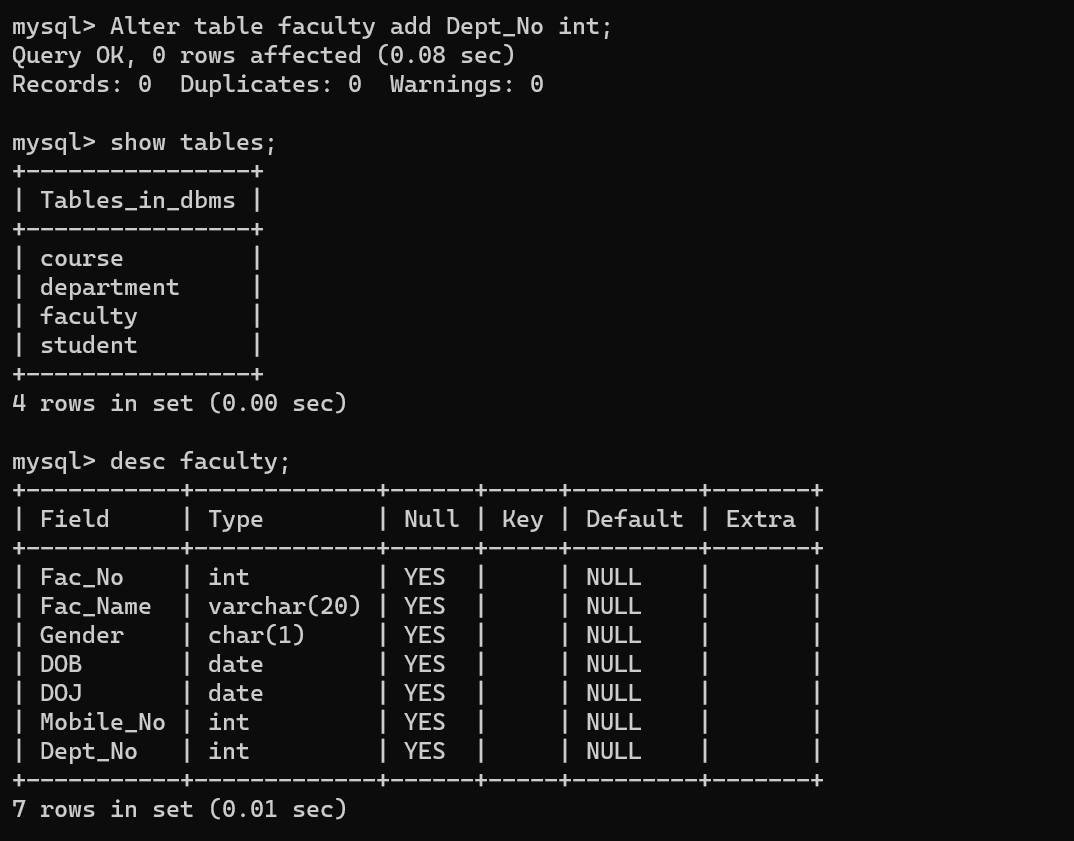 mysql> Alter table faculty add Dept_No int;
Query OK, 0 rows affected (0.08 sec)
Records: 0  Duplicates: 0  Warnings: 0

mysql> show tables;
+----------------+
| Tables_in_dbms |
+----------------+
| course         |
| department     |
| faculty        |
| student        |
+----------------+
4 rows in set (0.00 sec)

mysql> desc faculty;
+-----------+-------------+------+-----+---------+-------+
| Field     | Type        | Null | Key | Default | Extra |
+-----------+-------------+------+-----+---------+-------+
| Fac_No    | int         | YES  |     | NULL    |       |
| Fac_Name  | varchar(20) | YES  |     | NULL    |       |
| Gender    | char(1)     | YES  |     | NULL    |       |
| DOB       | date        | YES  |     | NULL    |       |
| DOJ       | date        | YES  |     | NULL    |       |
| Mobile_No | int         | YES  |     | NULL    |       |
| Dept_No   | int         | YES  |     | NULL    |       |
+-----------+-------------+------+-----+---------+-------+
7 rows in set (0.01 sec)